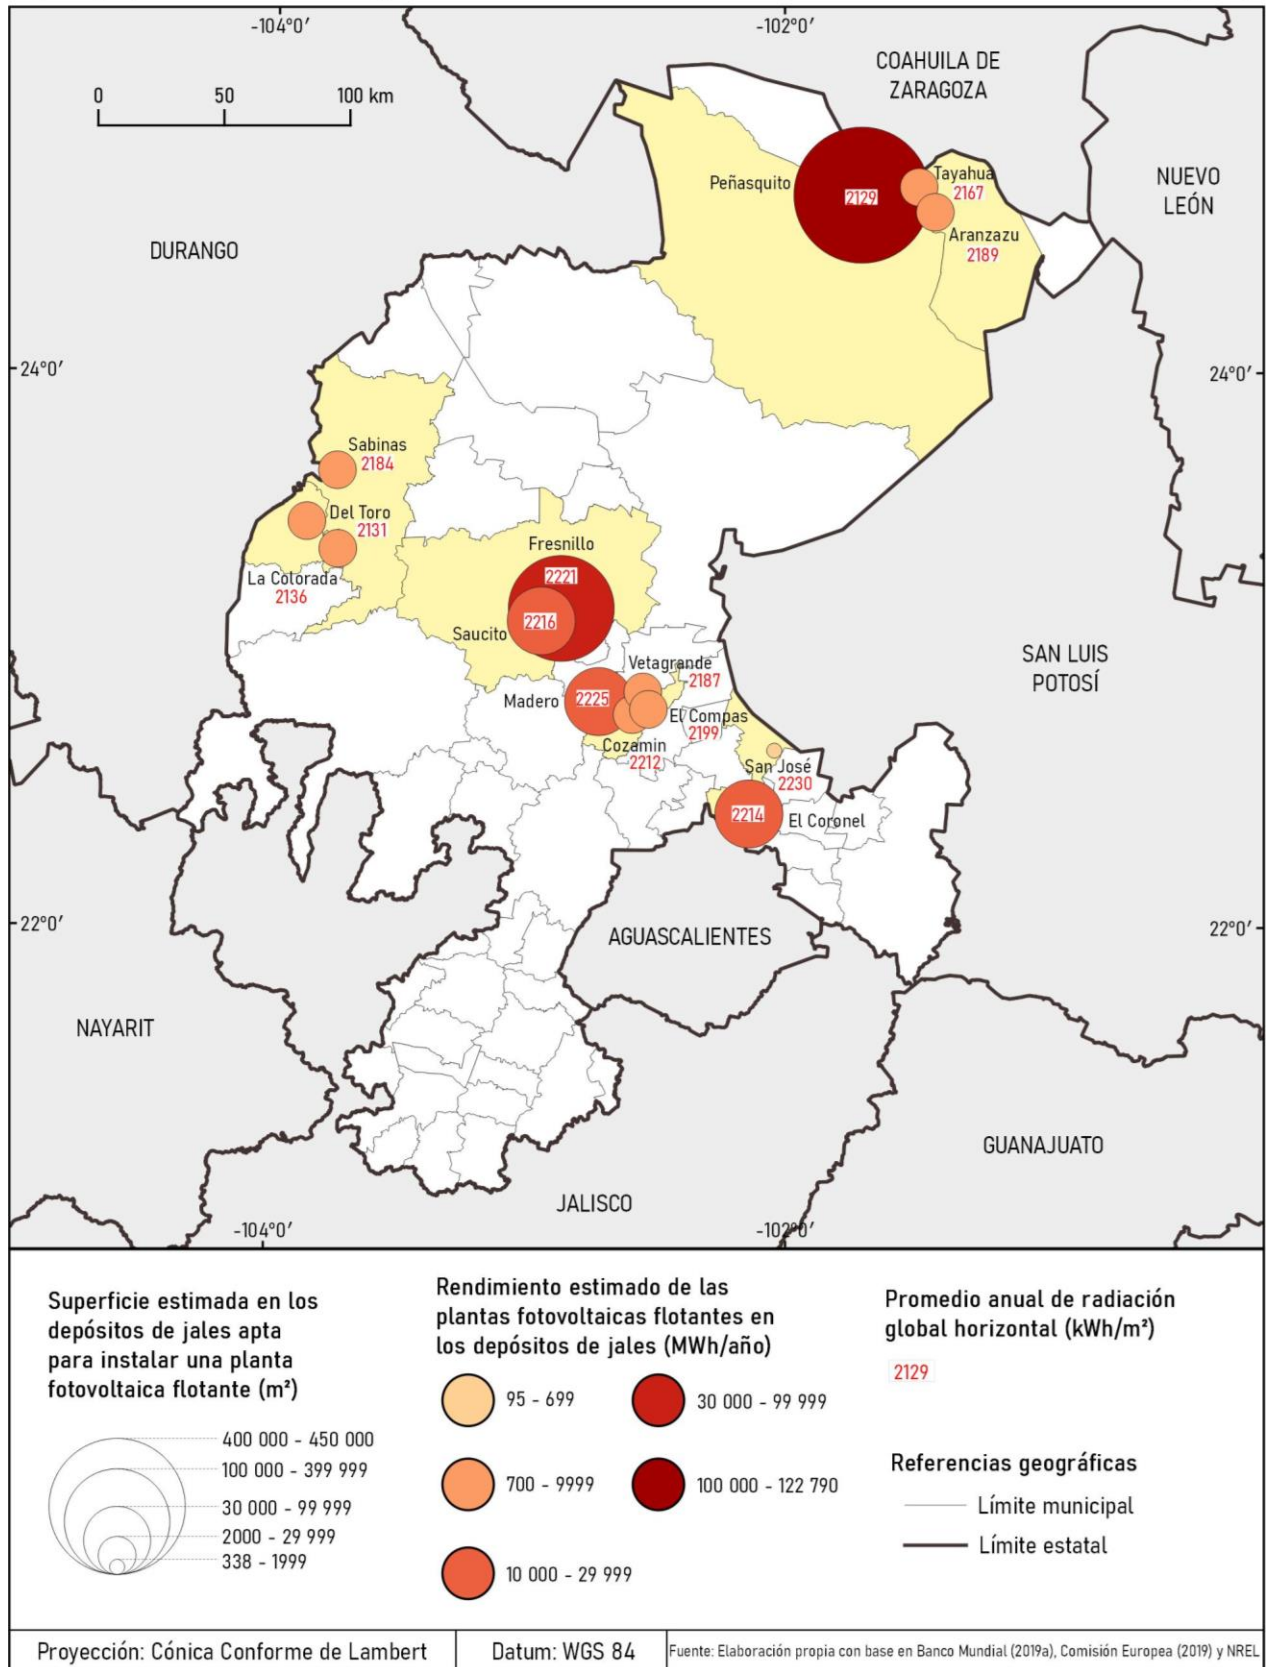 -104°0'
-102°0'
0
50
100 km
COAHUILA DE
ZARAGOZA
NUEVO
LEÓN
DURANGO
Peñasquito
2129
Tayahua
2167
Aranzazu
2189
24°0'
24°0'
Sabinas
2184
Del Toro
2131
La Colorada
2136
Fresnillo
2221
Saucito
2216
Vetagrande
2187
Madero
2225
El Compas
2199
Cozamin
2212
San José
2230
2214
El Coronel
SAN LUIS
POTOSÍ
22°0'
22°0'
AGUASCALIENTES
NAYARIT
GUANAJUATO
JALISCO
-104°0'
-102°0'
Superficie estimada en los
depósitos de jales apta
para instalar una planta
fotovoltaica flotante (m²)
400 000 - 450 000
100 000 - 399 999
30 000 - 99 999
2000 - 29 999
338 - 1999
Rendimiento estimado de las
plantas fotovoltaicas flotantes en
los depósitos de jales (MWh/año)
95 - 699
30 000 - 99 999
700 - 9999
100 000 - 122 790
10 000 - 29 999
Promedio anual de radiación
global horizontal (kWh/m²)
2129
Referencias geográficas
Límite municipal
Límite estatal
Proyección: Cónica Conforme de Lambert
Datum: WGS 84
Fuente: Elaboración propia con base en Banco Mundial (2019a), Comisión Europea (2019) y NREL